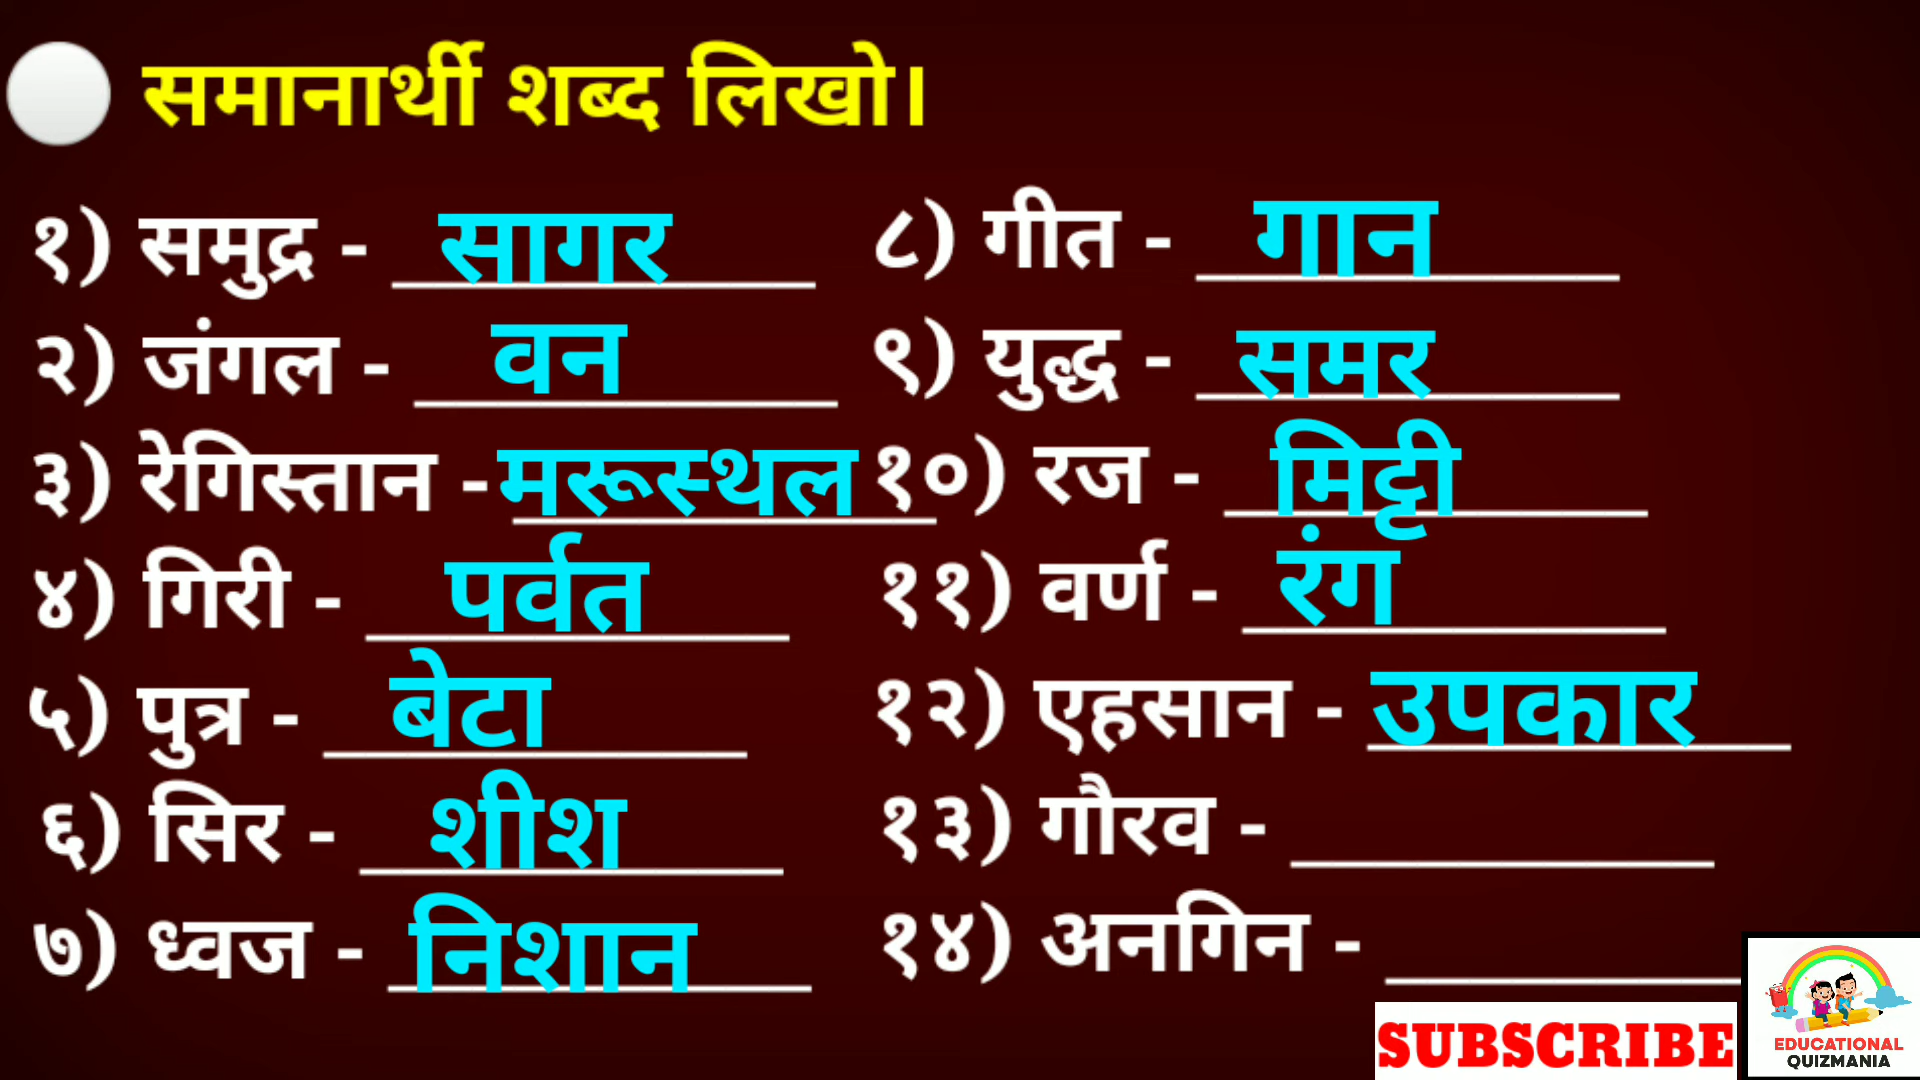 समानार्थी शब्द लिखो।
१) समुद्र - सागर
२) जंगल - वन
३) रेगिस्तान - मरूस्थल
४) गिरी - पर्वत
५) पुत्र - बेटा
६) सिर - शीश
७) ध्वज - निशान
८) गीत - गान
९) युद्ध - समर
१०) रज - मिट्टी
११) वर्ण - रंग
१२) एहसान - उपकार
१३) गौरव -
१४) अनगिन -
SUBSCRIBE
EDUCATIONAL
QUIZMANIA